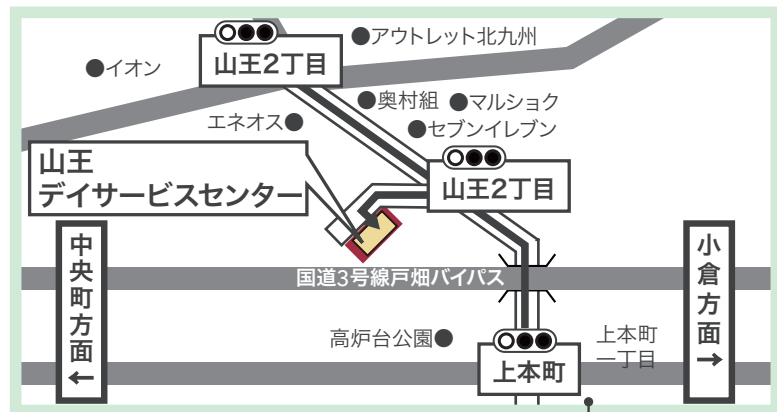 ●アウトレット北九州
山王2丁目
●イオン
●奥村組
●マルショク
エネオス●
●セブンイレブン
山王
デイサービスセンター
山王2丁目
中央町方面
←
小倉方面
→
国道3号線戸畑バイパス
高炉台公園●
上本町
一丁目
上本町